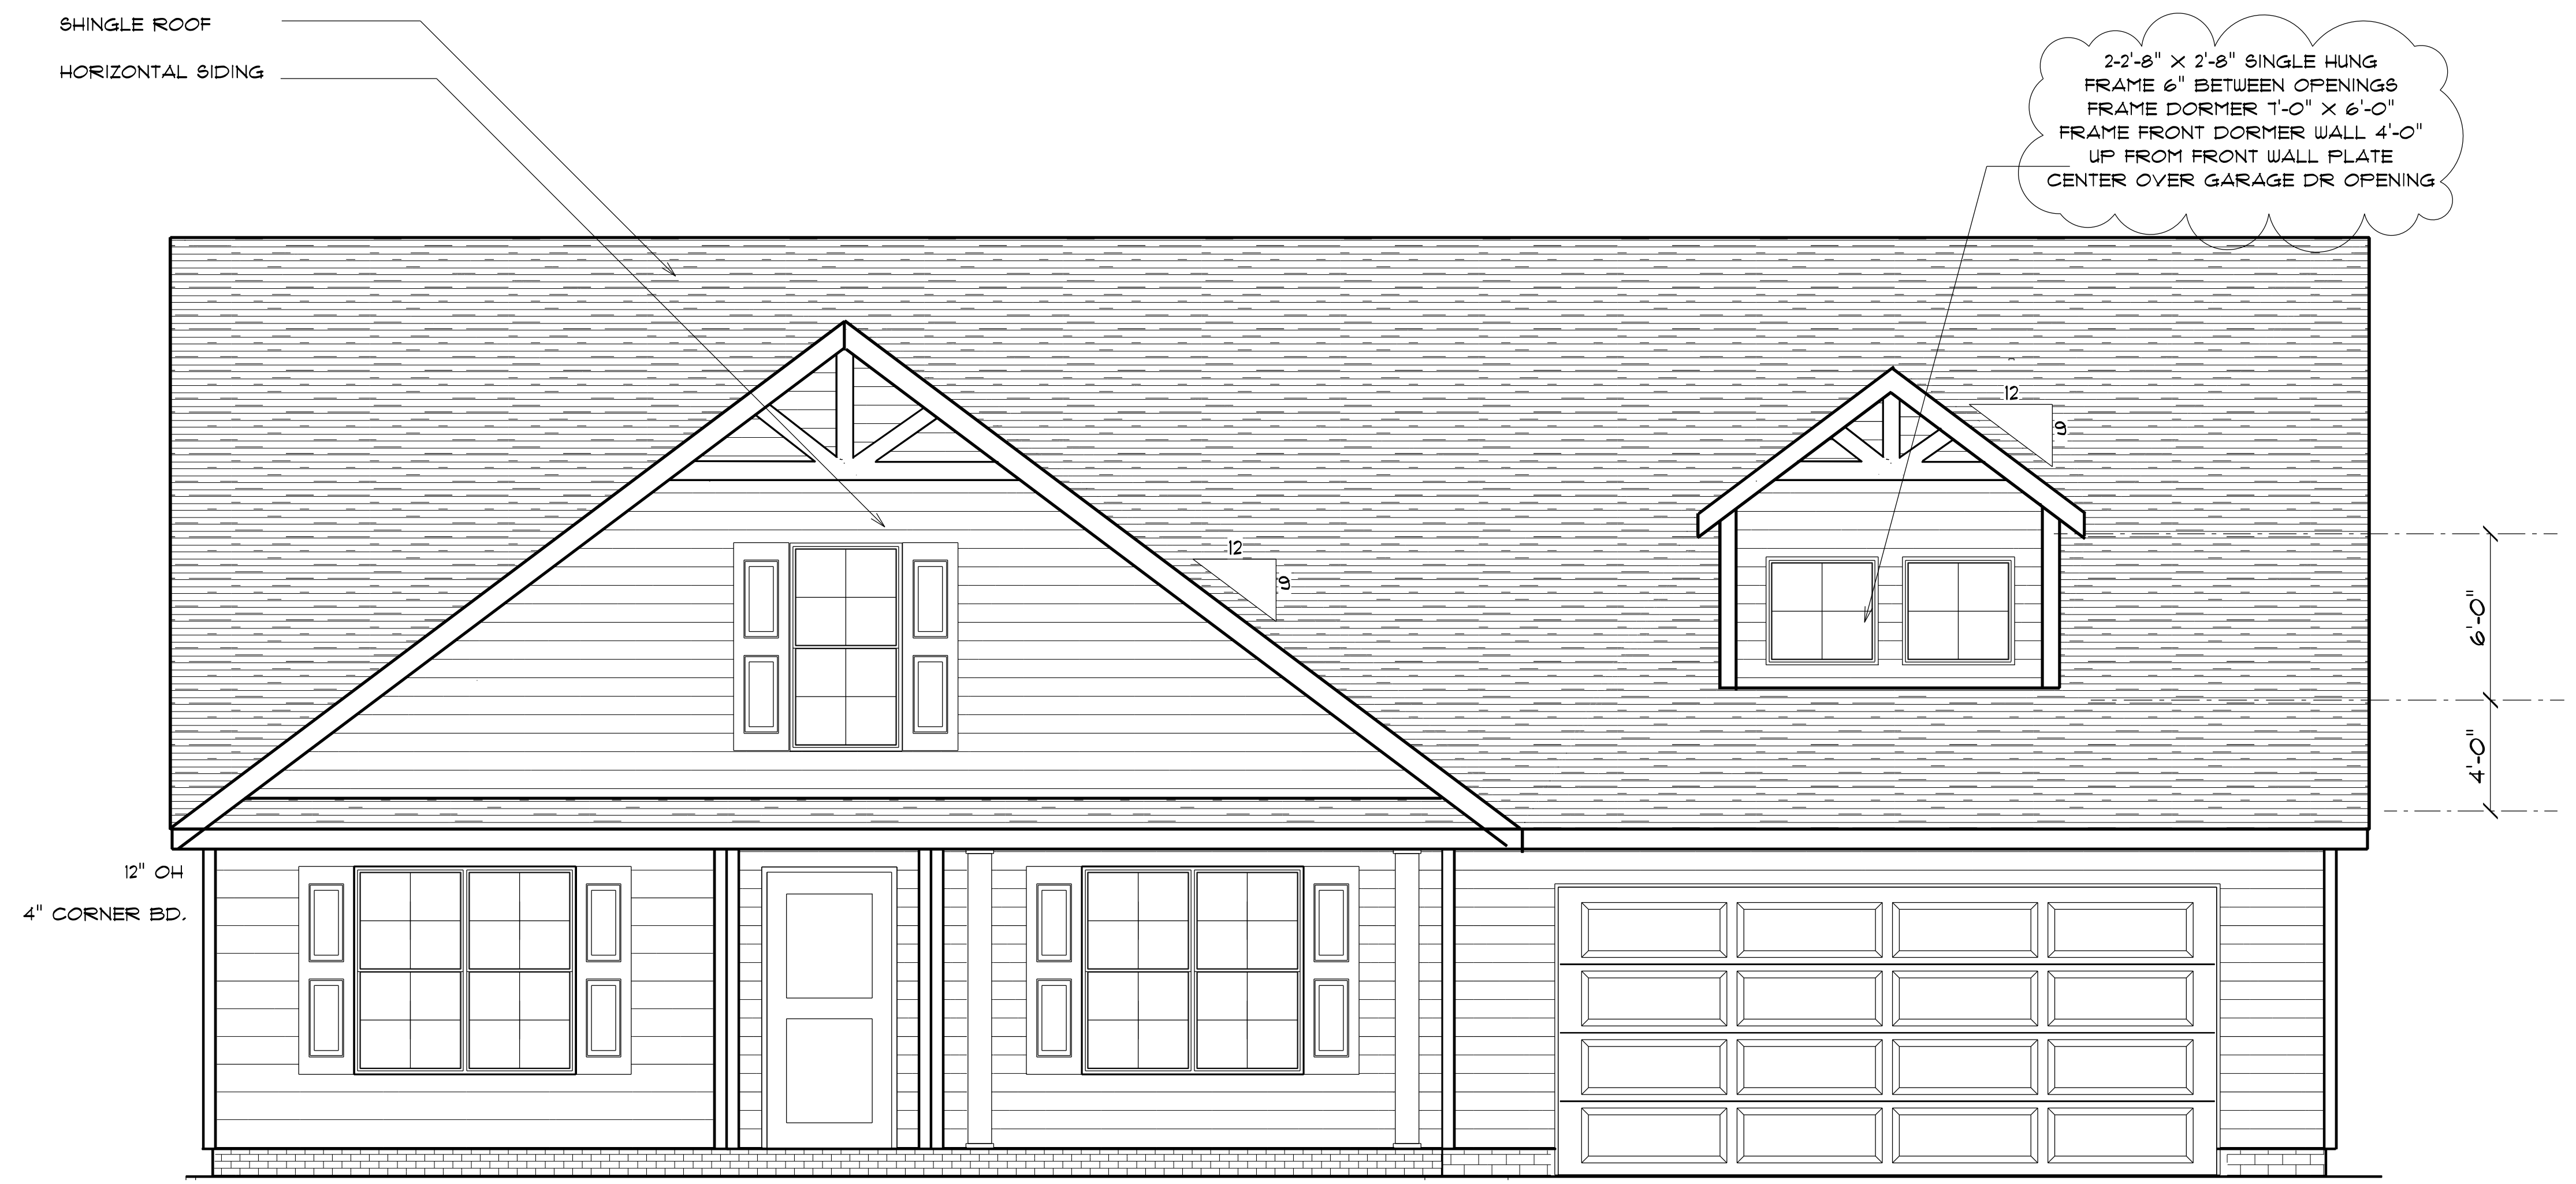 SHINGLE ROOF
HORIZONTAL SIDING
2-2'-8" X 2'-8" SINGLE HUNG
FRAME 6" BETWEEN OPENINGS
FRAME DORMER 7'-0" X 6'-0"
FRAME FRONT DORMER WALL 4'-0"
UP FROM FRONT WALL PLATE
CENTER OVER GARAGE DR OPENING
12
9
12
9
6'-0"
4'-0"
12" OH
4" CORNER BD.